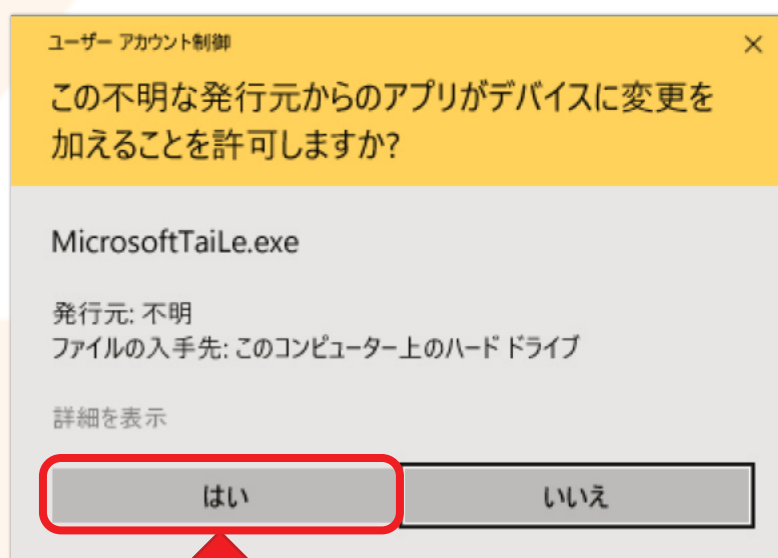 ユーザー アカウント制御
この不明な発行元からのアプリがデバイスに変更を
加えることを許可しますか?
MicrosoftTaiLe.exe
発行元: 不明
ファイルの入手先: このコンピューター上のハード ドライブ
詳細を表示
はい
いいえ